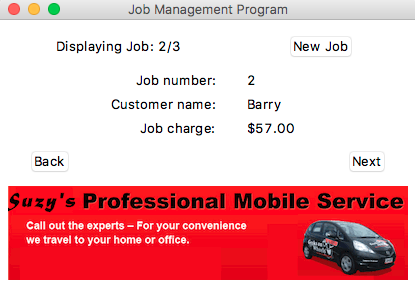 Job Management Program
Displaying Job: 2/3
New Job
Job number: 2
Customer name: Barry
Job charge: $57.00
Back
Next
Suzy's Professional Mobile Service
Call out the experts – For your convenience
we travel to your home or office.